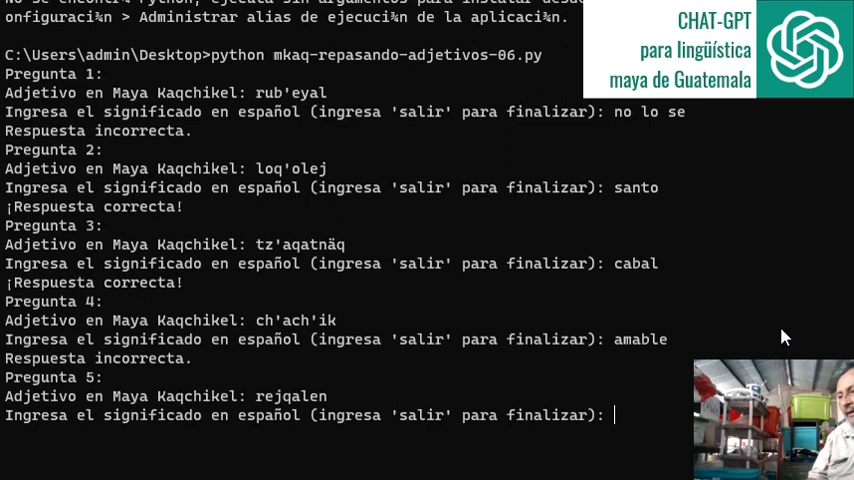 onfiguraci¾n > Administrar alias de ejecuci¾n de la aplicaci¾n.
CHAT-GPT
para lingüística
maya de Guatemala
C:\Users\admin\Desktop>python mkaq-repasando-adjetivos-06.py
Pregunta 1:
Adjetivo en Maya Kaqchikel: rub'eyal
Ingresa el significado en español (ingresa 'salir' para finalizar): no lo se
Respuesta incorrecta.
Pregunta 2:
Adjetivo en Maya Kaqchikel: loq'olej
Ingresa el significado en español (ingresa 'salir' para finalizar): santo
¡Respuesta correcta!
Pregunta 3:
Adjetivo en Maya Kaqchikel: tz'aqatnäq
Ingresa el significado en español (ingresa 'salir' para finalizar): cabal
¡Respuesta correcta!
Pregunta 4:
Adjetivo en Maya Kaqchikel: ch'ach'ik
Ingresa el significado en español (ingresa 'salir' para finalizar): amable
Respuesta incorrecta.
Pregunta 5:
Adjetivo en Maya Kaqchikel: rejqalen
Ingresa el significado en español (ingresa 'salir' para finalizar):